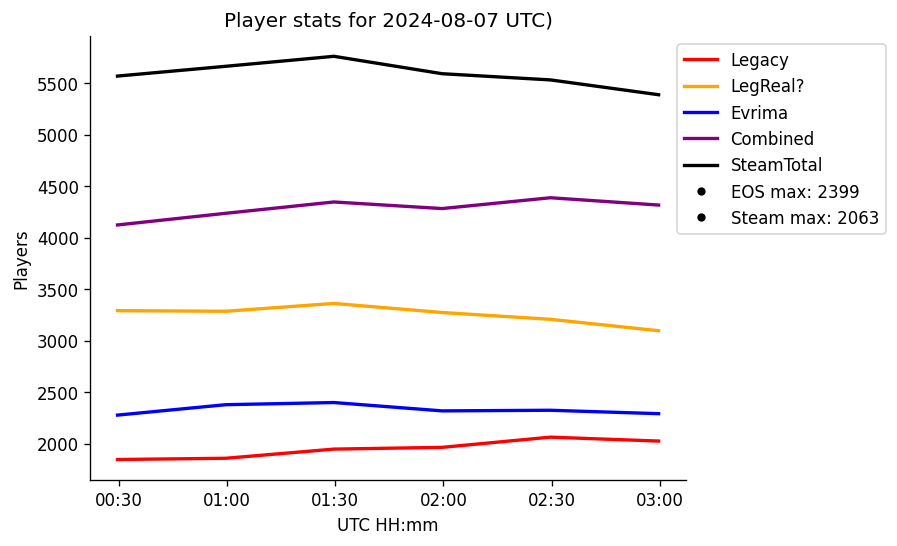 Player stats for 2024-08-07 UTC)
Legacy
LegReal?
Evrima
Combined
SteamTotal
EOS max: 2399
Steam max: 2063
Players
5500
5000
4500
4000
3500
3000
2500
2000
00:30 01:00 01:30 02:00 02:30 03:00
UTC HH:mm